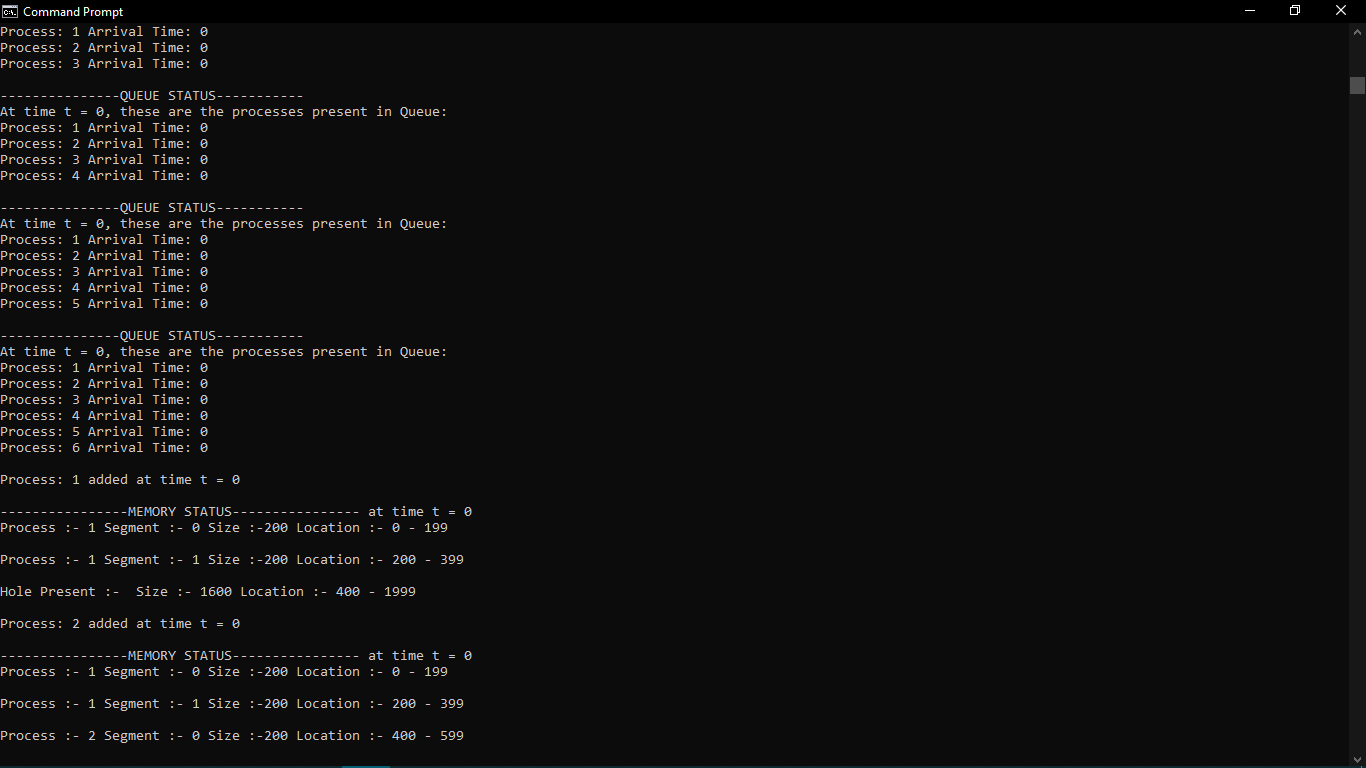 Command Prompt
Process: 1 Arrival Time: 0
Process: 2 Arrival Time: 0
Process: 3 Arrival Time: 0
---------------QUEUE STATUS-----------
At time t = 0, these are the processes present in Queue:
Process: 1 Arrival Time: 0
Process: 2 Arrival Time: 0
Process: 3 Arrival Time: 0
Process: 4 Arrival Time: 0
---------------QUEUE STATUS-----------
At time t = 0, these are the processes present in Queue:
Process: 1 Arrival Time: 0
Process: 2 Arrival Time: 0
Process: 3 Arrival Time: 0
Process: 4 Arrival Time: 0
Process: 5 Arrival Time: 0
---------------QUEUE STATUS-----------
At time t = 0, these are the processes present in Queue:
Process: 1 Arrival Time: 0
Process: 2 Arrival Time: 0
Process: 3 Arrival Time: 0
Process: 4 Arrival Time: 0
Process: 5 Arrival Time: 0
Process: 6 Arrival Time: 0
Process: 1 added at time t = 0
----------------MEMORY STATUS---------------- at time t = 0
Process :- 1 Segment :- 0 Size :-200 Location :- 0 - 199
Process :- 1 Segment :- 1 Size :-200 Location :- 200 - 399
Hole Present :-  Size :- 1600 Location :- 400 - 1999
Process: 2 added at time t = 0
----------------MEMORY STATUS---------------- at time t = 0
Process :- 1 Segment :- 0 Size :-200 Location :- 0 - 199
Process :- 1 Segment :- 1 Size :-200 Location :- 200 - 399
Process :- 2 Segment :- 0 Size :-200 Location :- 400 - 599